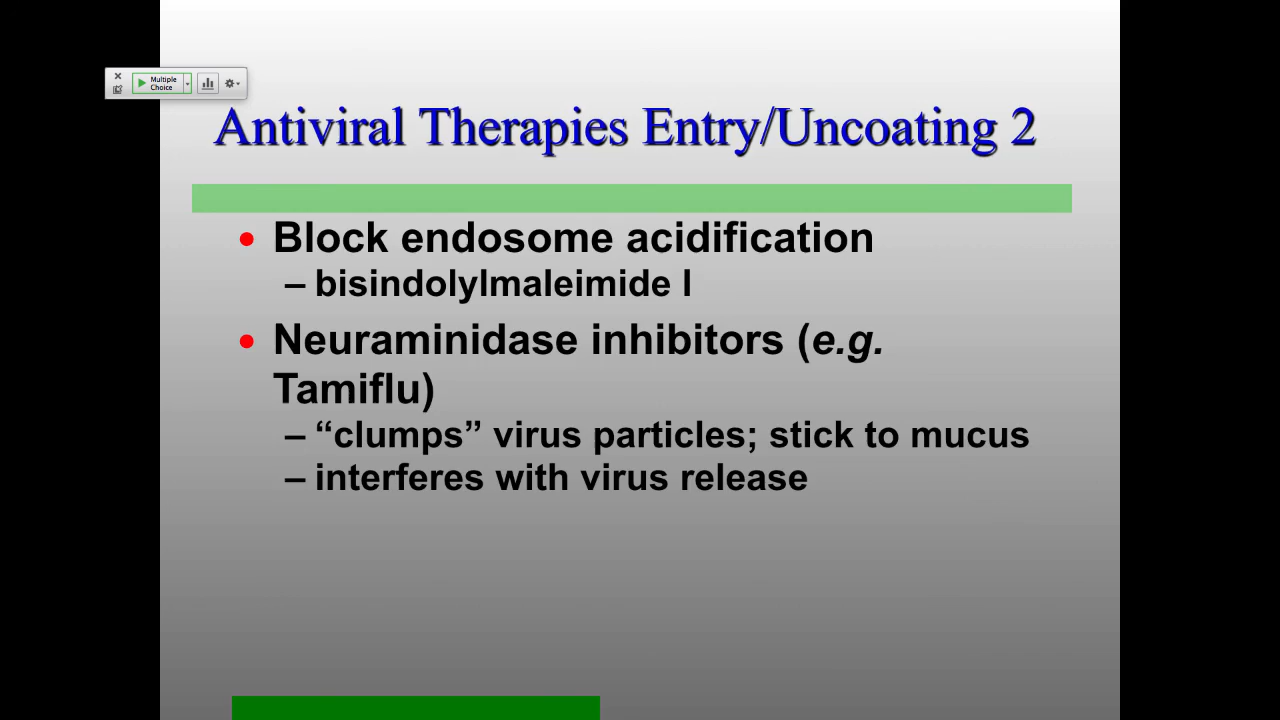 Multiple
Choice
Antiviral Therapies Entry/Uncoating 2
• Block endosome acidification
– bisindolylmaleimide I
• Neuraminidase inhibitors (e.g.
Tamiflu)
– “clumps” virus particles; stick to mucus
– interferes with virus release